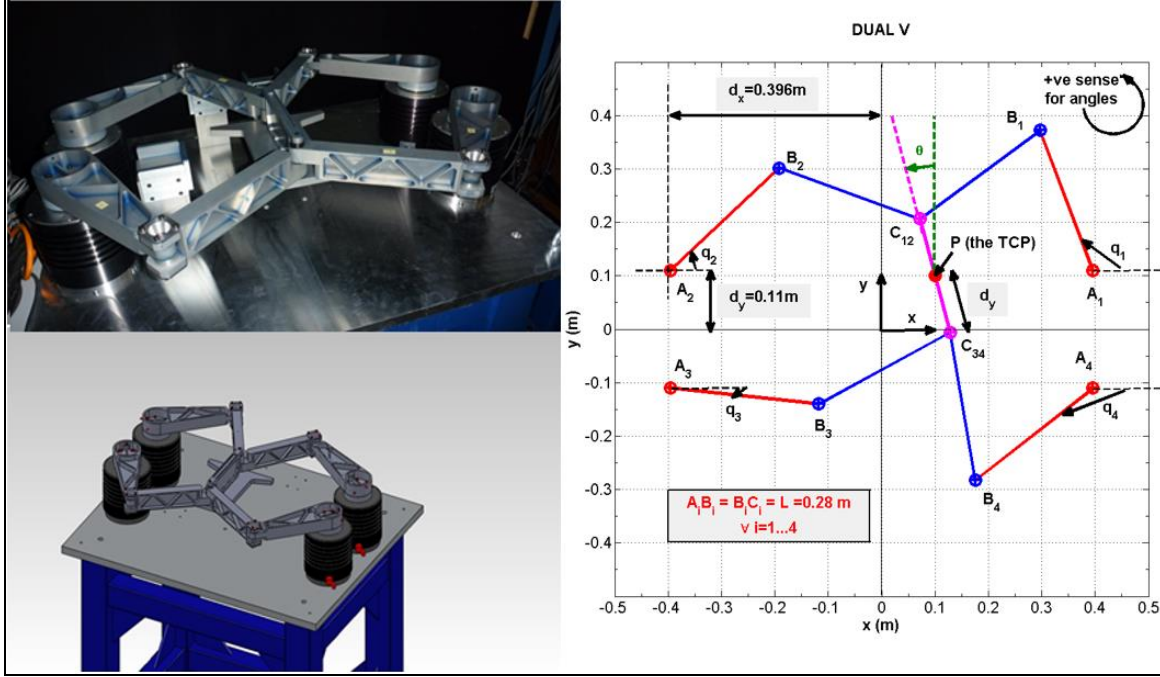 DUAL V
d_x=0.396m
+ve sense
for angles
B_1
θ
B_2
C_12
P (the TCP)
q_2
q_1
A_2
A_1
d_y=0.11m
y
d_y
x
C_34
A_3
A_4
q_3
q_4
B_3
B_4
A_iB_i = B_iC_i = L =0.28 m
∀ i=1...4
y (m)
0.4
0.3
0.2
0.1
0
-0.1
-0.2
-0.3
-0.4
-0.5 -0.4 -0.3 -0.2 -0.1 0 0.1 0.2 0.3 0.4 0.5
x (m)